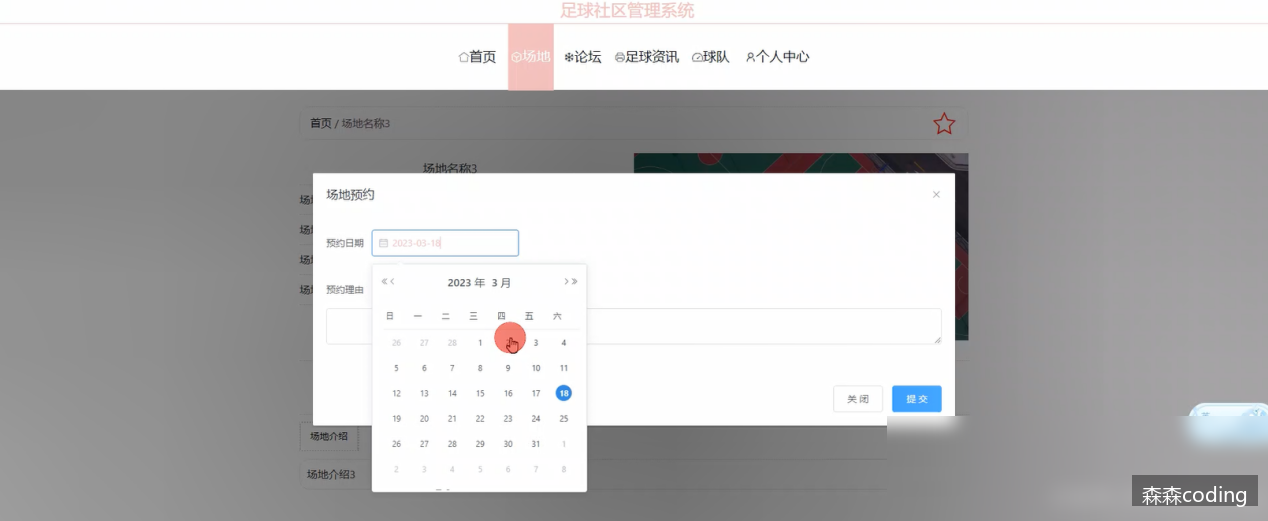 足球社区管理系统
首页 场地 论坛 足球资讯 球队 个人中心
首页 / 场地名称3
场地名称3
场地预约 ×
预约日期 2023-03-18
预约理由
2023 年 3 月
日 一 二 三 四 五 六
26 27 28 1 3 4
5 6 7 8 9 10 11
12 13 14 15 16 17 18
19 20 21 22 23 24 25
26 27 28 29 30 31 1
2 3 4 5 6 7 8
关闭 提交
场地介绍
场地介绍3
森森coding